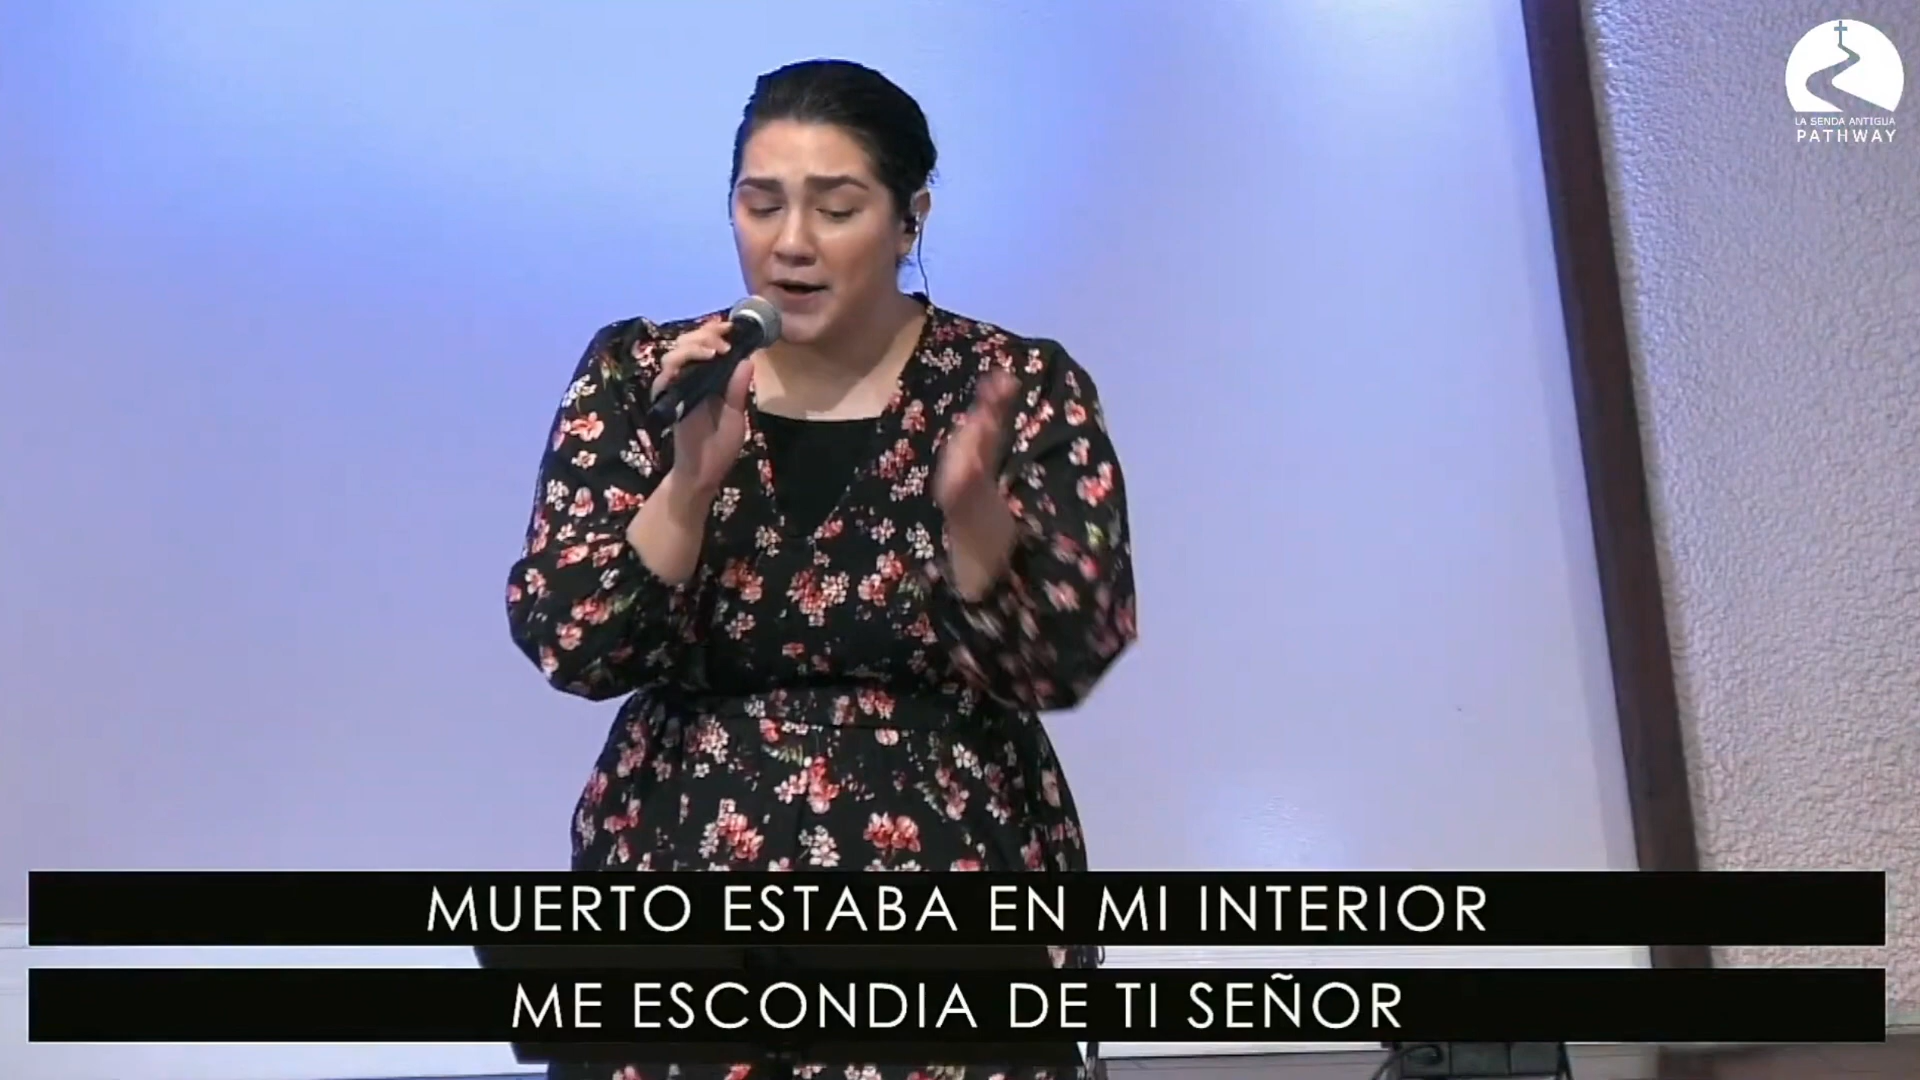 LA SENDA ANTIGUA
PATHWAY
MUERTO ESTABA EN MI INTERIOR
ME ESCONDIA DE TI SEÑOR